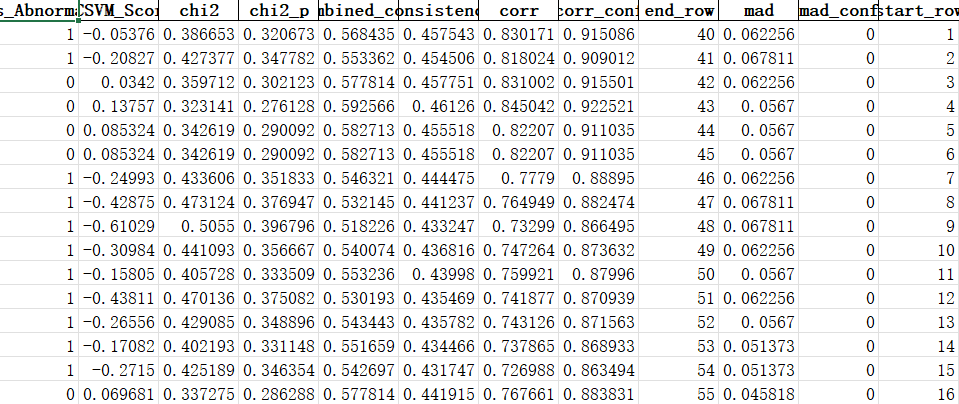 s_Abnorma CSVM_Scor chi2 chi2_p mbined_co onsistend corr corr_conf end_row mad mad_conf start_row
1 -0.05376 0.386653 0.320673 0.568435 0.457543 0.830171 0.915086 40 0.062256 0 1
1 -0.20827 0.427377 0.347782 0.553362 0.454506 0.818024 0.909012 41 0.067811 0 2
0 0.0342 0.359712 0.302123 0.577814 0.457751 0.831002 0.915501 42 0.062256 0 3
0 0.13757 0.323141 0.276128 0.592566 0.46126 0.845042 0.922521 43 0.0567 0 4
0 0.085324 0.342619 0.290092 0.582713 0.455518 0.82207 0.911035 44 0.0567 0 5
0 0.085324 0.342619 0.290092 0.582713 0.455518 0.82207 0.911035 45 0.0567 0 6
1 -0.24993 0.433606 0.351833 0.546321 0.444475 0.7779 0.88895 46 0.062256 0 7
1 -0.42875 0.473124 0.376947 0.532145 0.441237 0.764949 0.882474 47 0.067811 0 8
1 -0.61029 0.5055 0.396796 0.518226 0.433247 0.73299 0.866495 48 0.067811 0 9
1 -0.30984 0.441093 0.356667 0.540074 0.436816 0.747264 0.873632 49 0.062256 0 10
1 -0.15805 0.405728 0.333509 0.553236 0.43998 0.759921 0.87996 50 0.0567 0 11
1 -0.43811 0.470136 0.375082 0.530193 0.435469 0.741877 0.870939 51 0.062256 0 12
1 -0.26556 0.429085 0.348896 0.543443 0.435782 0.743126 0.871563 52 0.0567 0 13
1 -0.17082 0.402193 0.331148 0.551659 0.434466 0.737865 0.868933 53 0.051373 0 14
1 -0.2715 0.425189 0.346354 0.542697 0.431747 0.726988 0.863494 54 0.051373 0 15
0 0.069681 0.337275 0.286288 0.577814 0.441915 0.767661 0.883831 55 0.045818 0 16